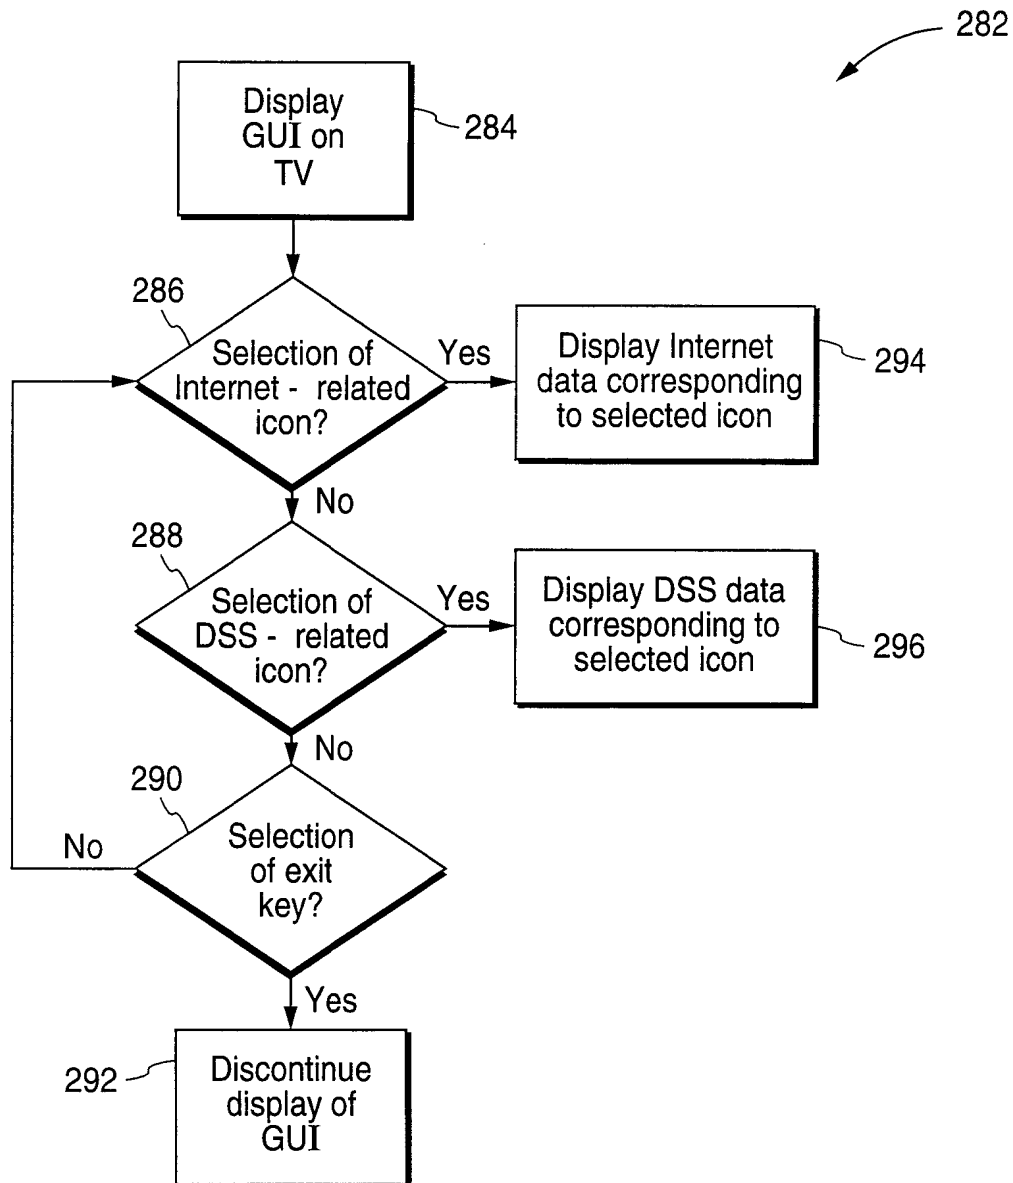 282
Display
GUI on
TV
284
286
Selection of
Internet - related
icon?
Yes
Display Internet
data corresponding
to selected icon
294
No
288
Selection of
DSS - related
icon?
Yes
Display DSS data
corresponding to
selected icon
296
No
290
Selection
of exit
key?
No
Yes
292
Discontinue
display of
GUI